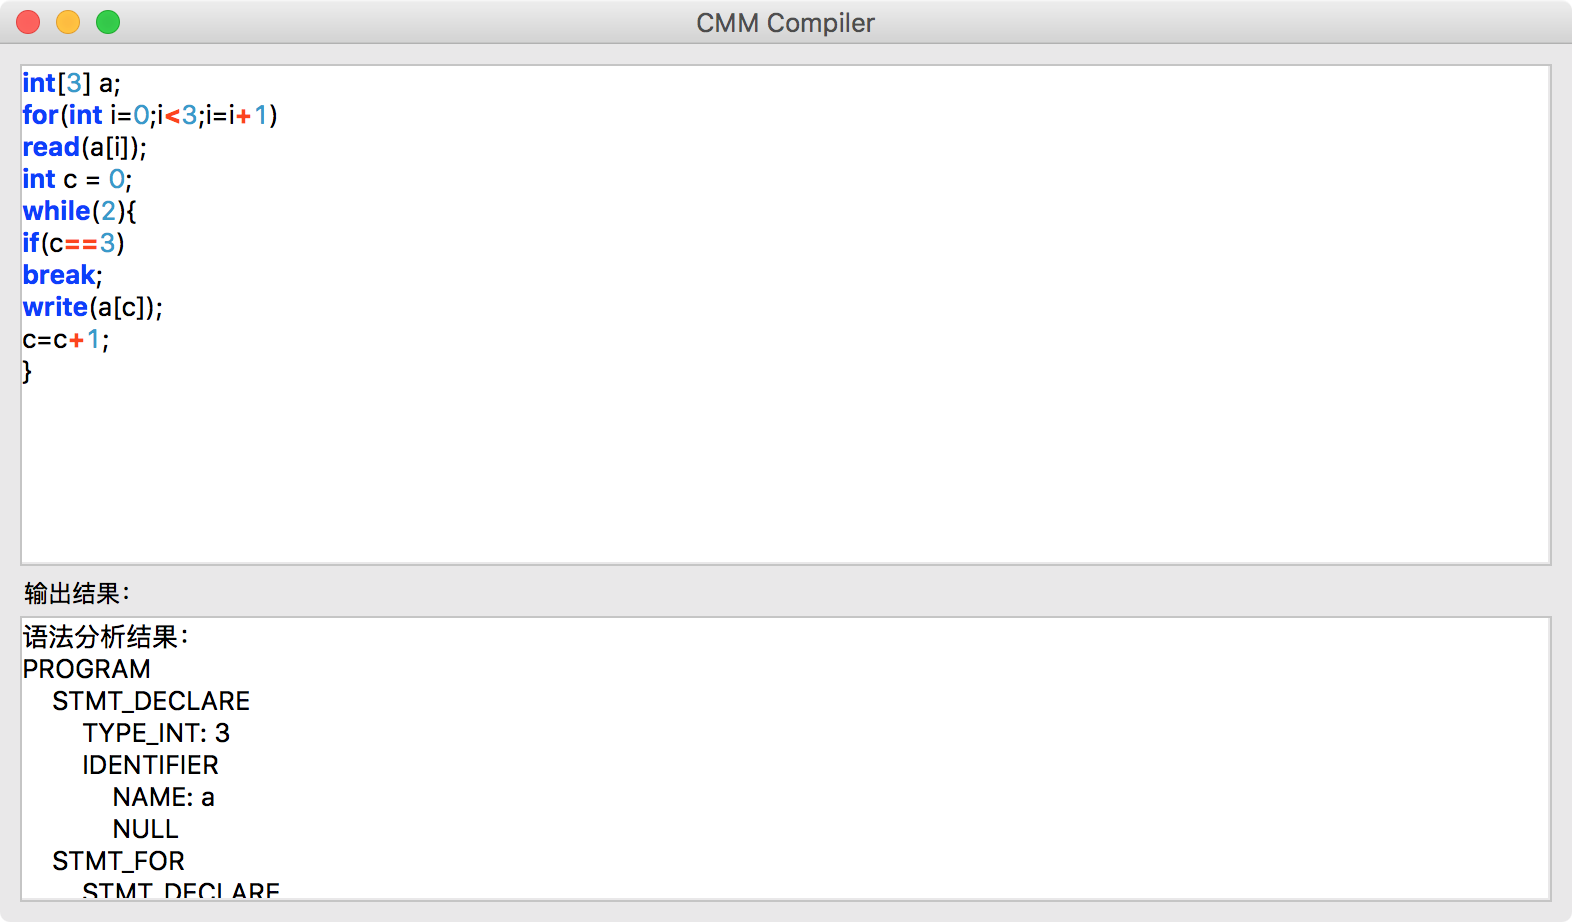 CMM Compiler
int[3] a;
for(int i=0;i<3;i=i+1)
read(a[i]);
int c = 0;
while(2){
if(c==3)
break;
write(a[c]);
c=c+1;
}
输出结果：
语法分析结果：
PROGRAM
STMT_DECLARE
TYPE_INT: 3
IDENTIFIER
NAME: a
NULL
STMT_FOR
STMT_DECLARE